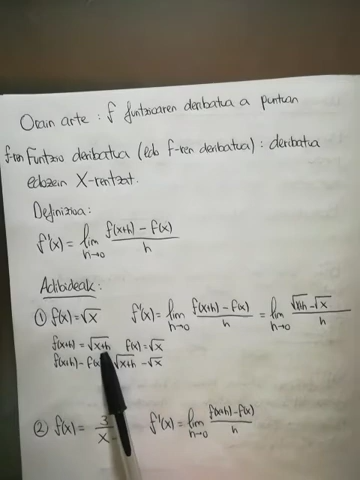 Orain arte : f funtzioaren deribatua a puntuan
f-ren Funtzio deribatua (edo f-ren deribatua) : deribatua
edozein X-rentzat.
Definizioa:
f'(x) = lim h→0 f(x+h) - f(x) / h
Adibideak:
① f(x) = √x f'(x) = lim h→0 f(x+h) - f(x) / h = lim h→0 √x+h - √x / h
f(x+h) = √x+h f(x) = √x
f(x+h) - f(x) √x+h - √x
② f(x) = 3 / x- f'(x) = lim h→0 f(x+h) - f(x) / h